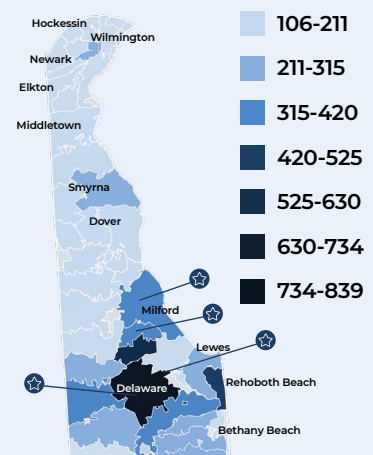 Hockessin
Wilmington
Newark
Elkton
Middletown
Smyrna
Dover
Milford
Lewes
Delaware
Rehoboth Beach
Bethany Beach
106-211
211-315
315-420
420-525
525-630
630-734
734-839